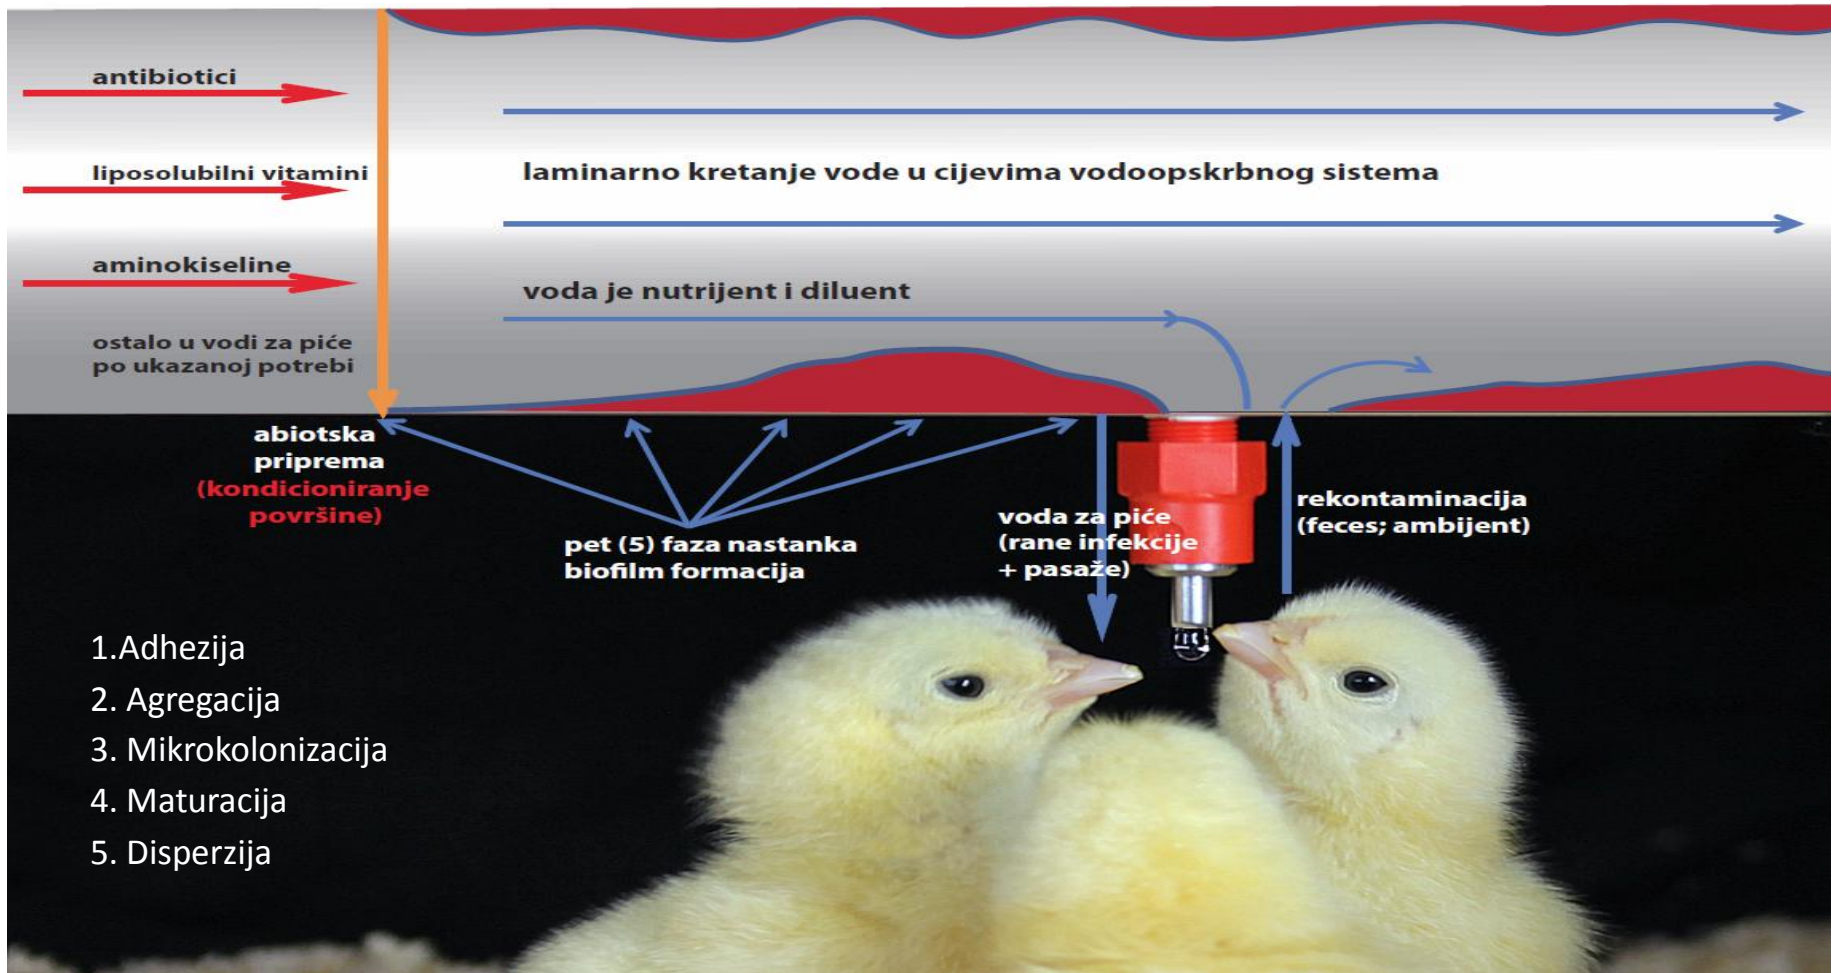 antibiotici
liposolubilni vitamini
laminarno kretanje vode u cijevima vodoopskrbnog sistema
aminokiseline
voda je nutrijent i diluent
ostalo u vodi za piće
po ukazanoj potrebi
abiotska
priprema
(kondicioniranje
površine)
pet (5) faza nastanka
biofilm formacija
voda za piće
(rane infekcije
+ pasaže)
rekontaminacija
(feces; ambijent)
1.Adhezija
2. Agregacija
3. Mikrokolonizacija
4. Maturacija
5. Disperzija